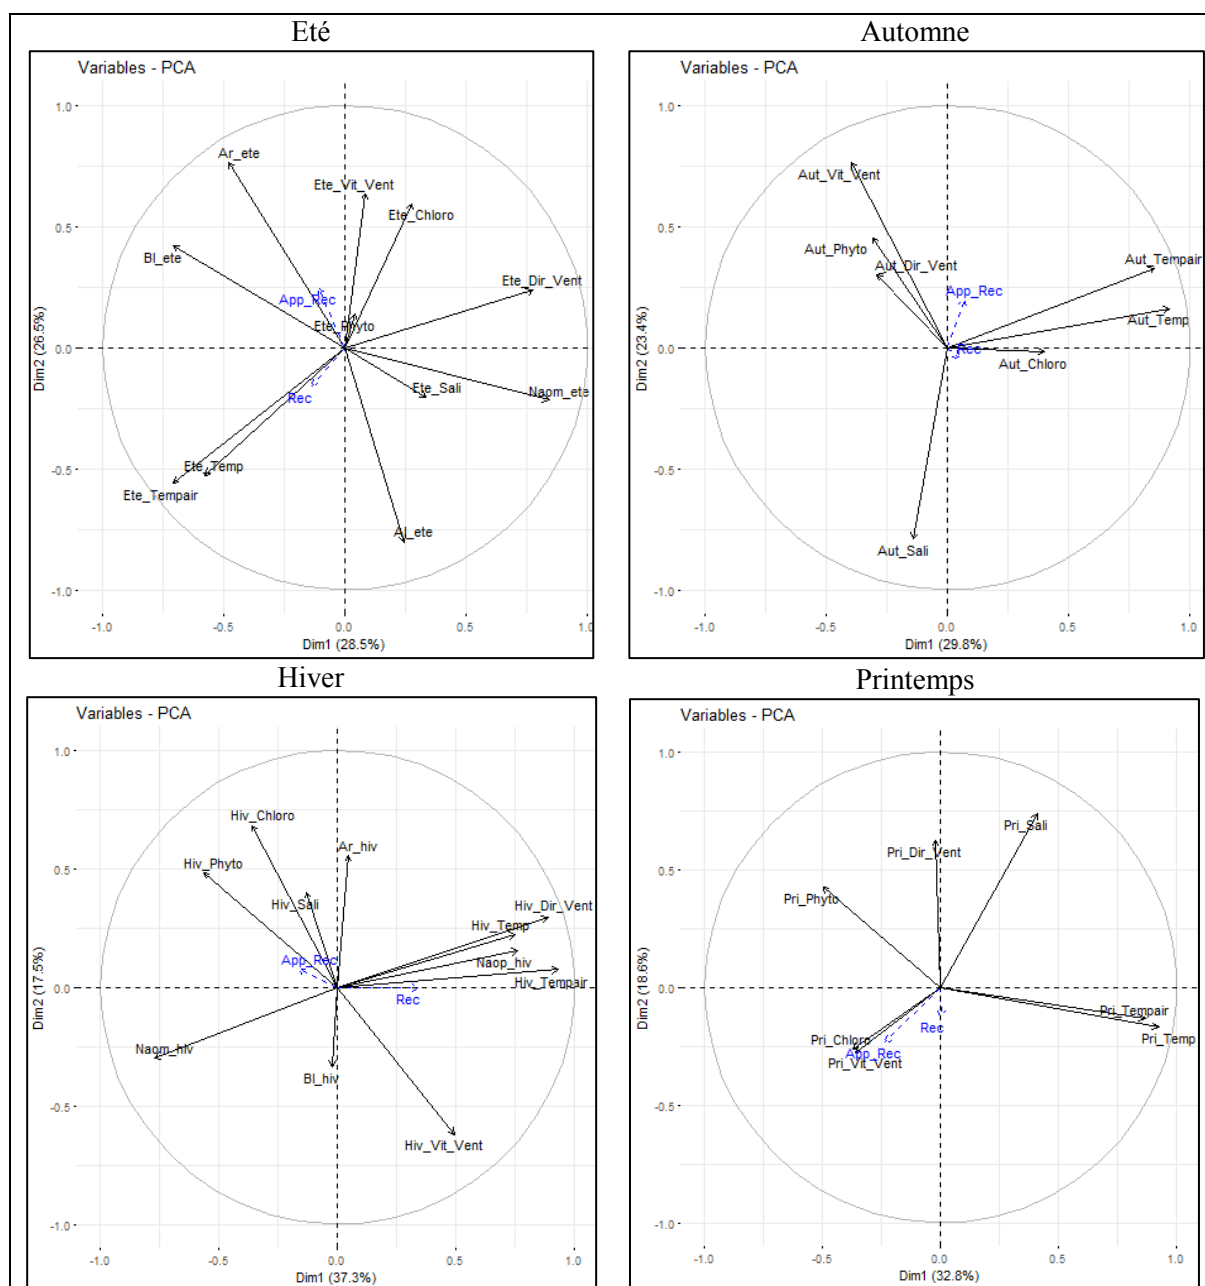 Eté
Automne
Variables - PCA
1.0
Ar_ete
Ete_Vit_Vent
Ete_Chloro
0.5
Bl_ete
Ete_Dir_Vent
App_Rec
Ete_Phyto
0.0
Ete_Sali
Naom_ete
Rec
Ete_Temp
-0.5
Ete_Tempair
Al_ete
-1.0
Dim2 (26.5%)
-1.0 -0.5 0.0 0.5 1.0
Dim1 (28.5%)
Variables - PCA
1.0
Aut_Vit_Vent
0.5
Aut_Phyto
Aut_Dir_Vent
Aut_Tempair
App_Rec
Aut_Temp
0.0
Rec
Aut_Chloro
-0.5
Aut_Sali
-1.0
Dim2 (23.4%)
-1.0 -0.5 0.0 0.5 1.0
Dim1 (29.8%)
Hiver
Printemps
Variables - PCA
1.0
Hiv_Chloro
Ar_hiv
Hiv_Phyto
0.5
Hiv_Sali
Hiv_Dir_Vent
Hiv_Temp
App_Rec
Naop_hiv
0.0
Hiv_Tempair
Rec
Naom_hiv
Bl_hiv
-0.5
Hiv_Vit_Vent
-1.0
Dim2 (17.5%)
-1.0 -0.5 0.0 0.5 1.0
Dim1 (37.3%)
Variables - PCA
1.0
Pri_Sali
Pri_Dir_Vent
0.5
Pri_Phyto
0.0
Pri_Tempair
Rec
Pri_Chloro
Pri_Temp
App_Rec
Pri_Vit_Vent
-0.5
-1.0
Dim2 (18.6%)
-1.0 -0.5 0.0 0.5 1.0
Dim1 (32.8%)